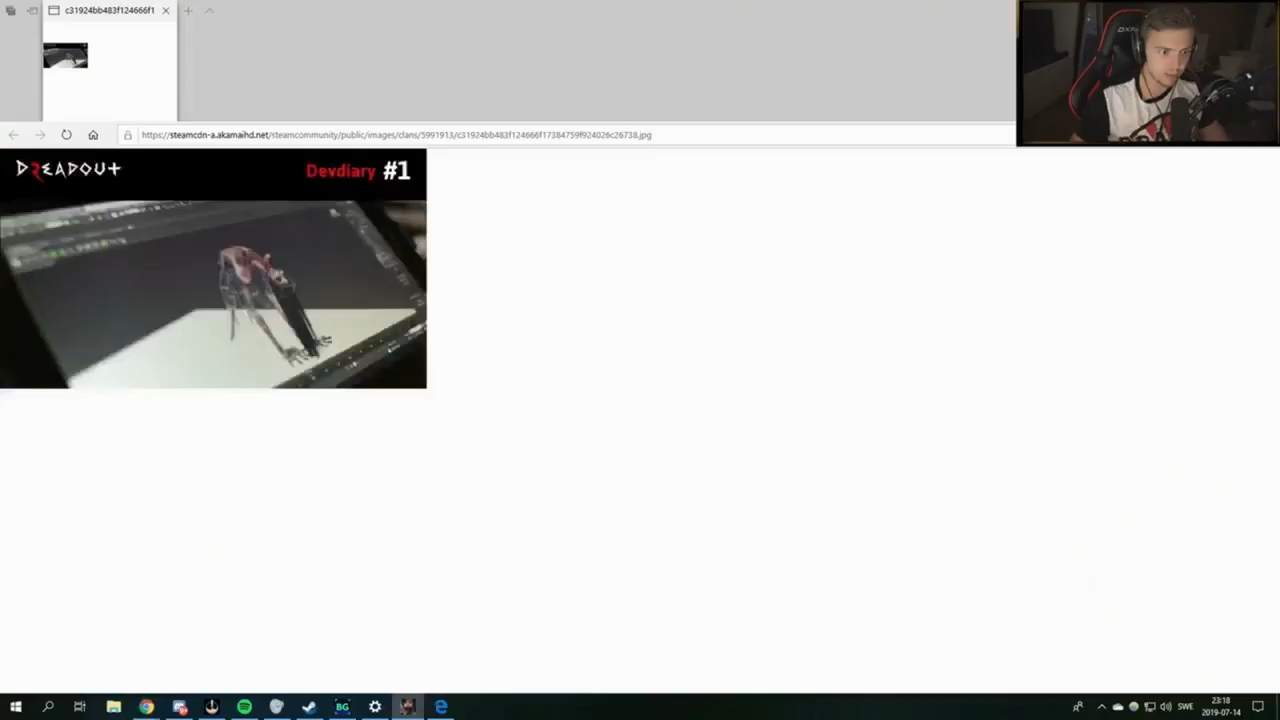 c31924bb483f124666f1
https://steamcdn-a.akamaihd.net/steamcommunity/public/images/clans/5991913/c31924bb483f124666f17384759f924026c26738.jpg
DREADOUT
Devdiary #1
BG
SWE
23:18
2019-07-14